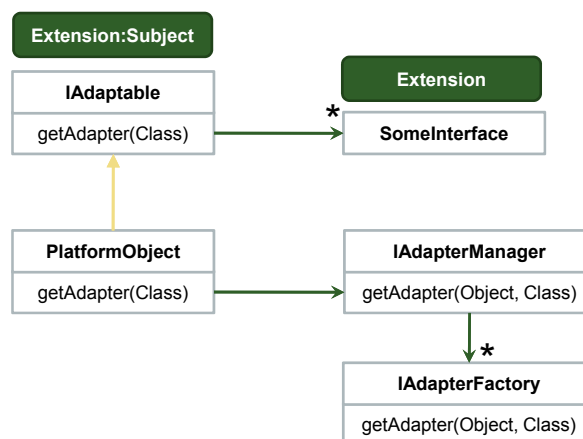 Extension:Subject
IAdaptable
getAdapter(Class)
Extension
*
SomeInterface
PlatformObject
getAdapter(Class)
IAdapterManager
getAdapter(Object, Class)
*
IAdapterFactory
getAdapter(Object, Class)